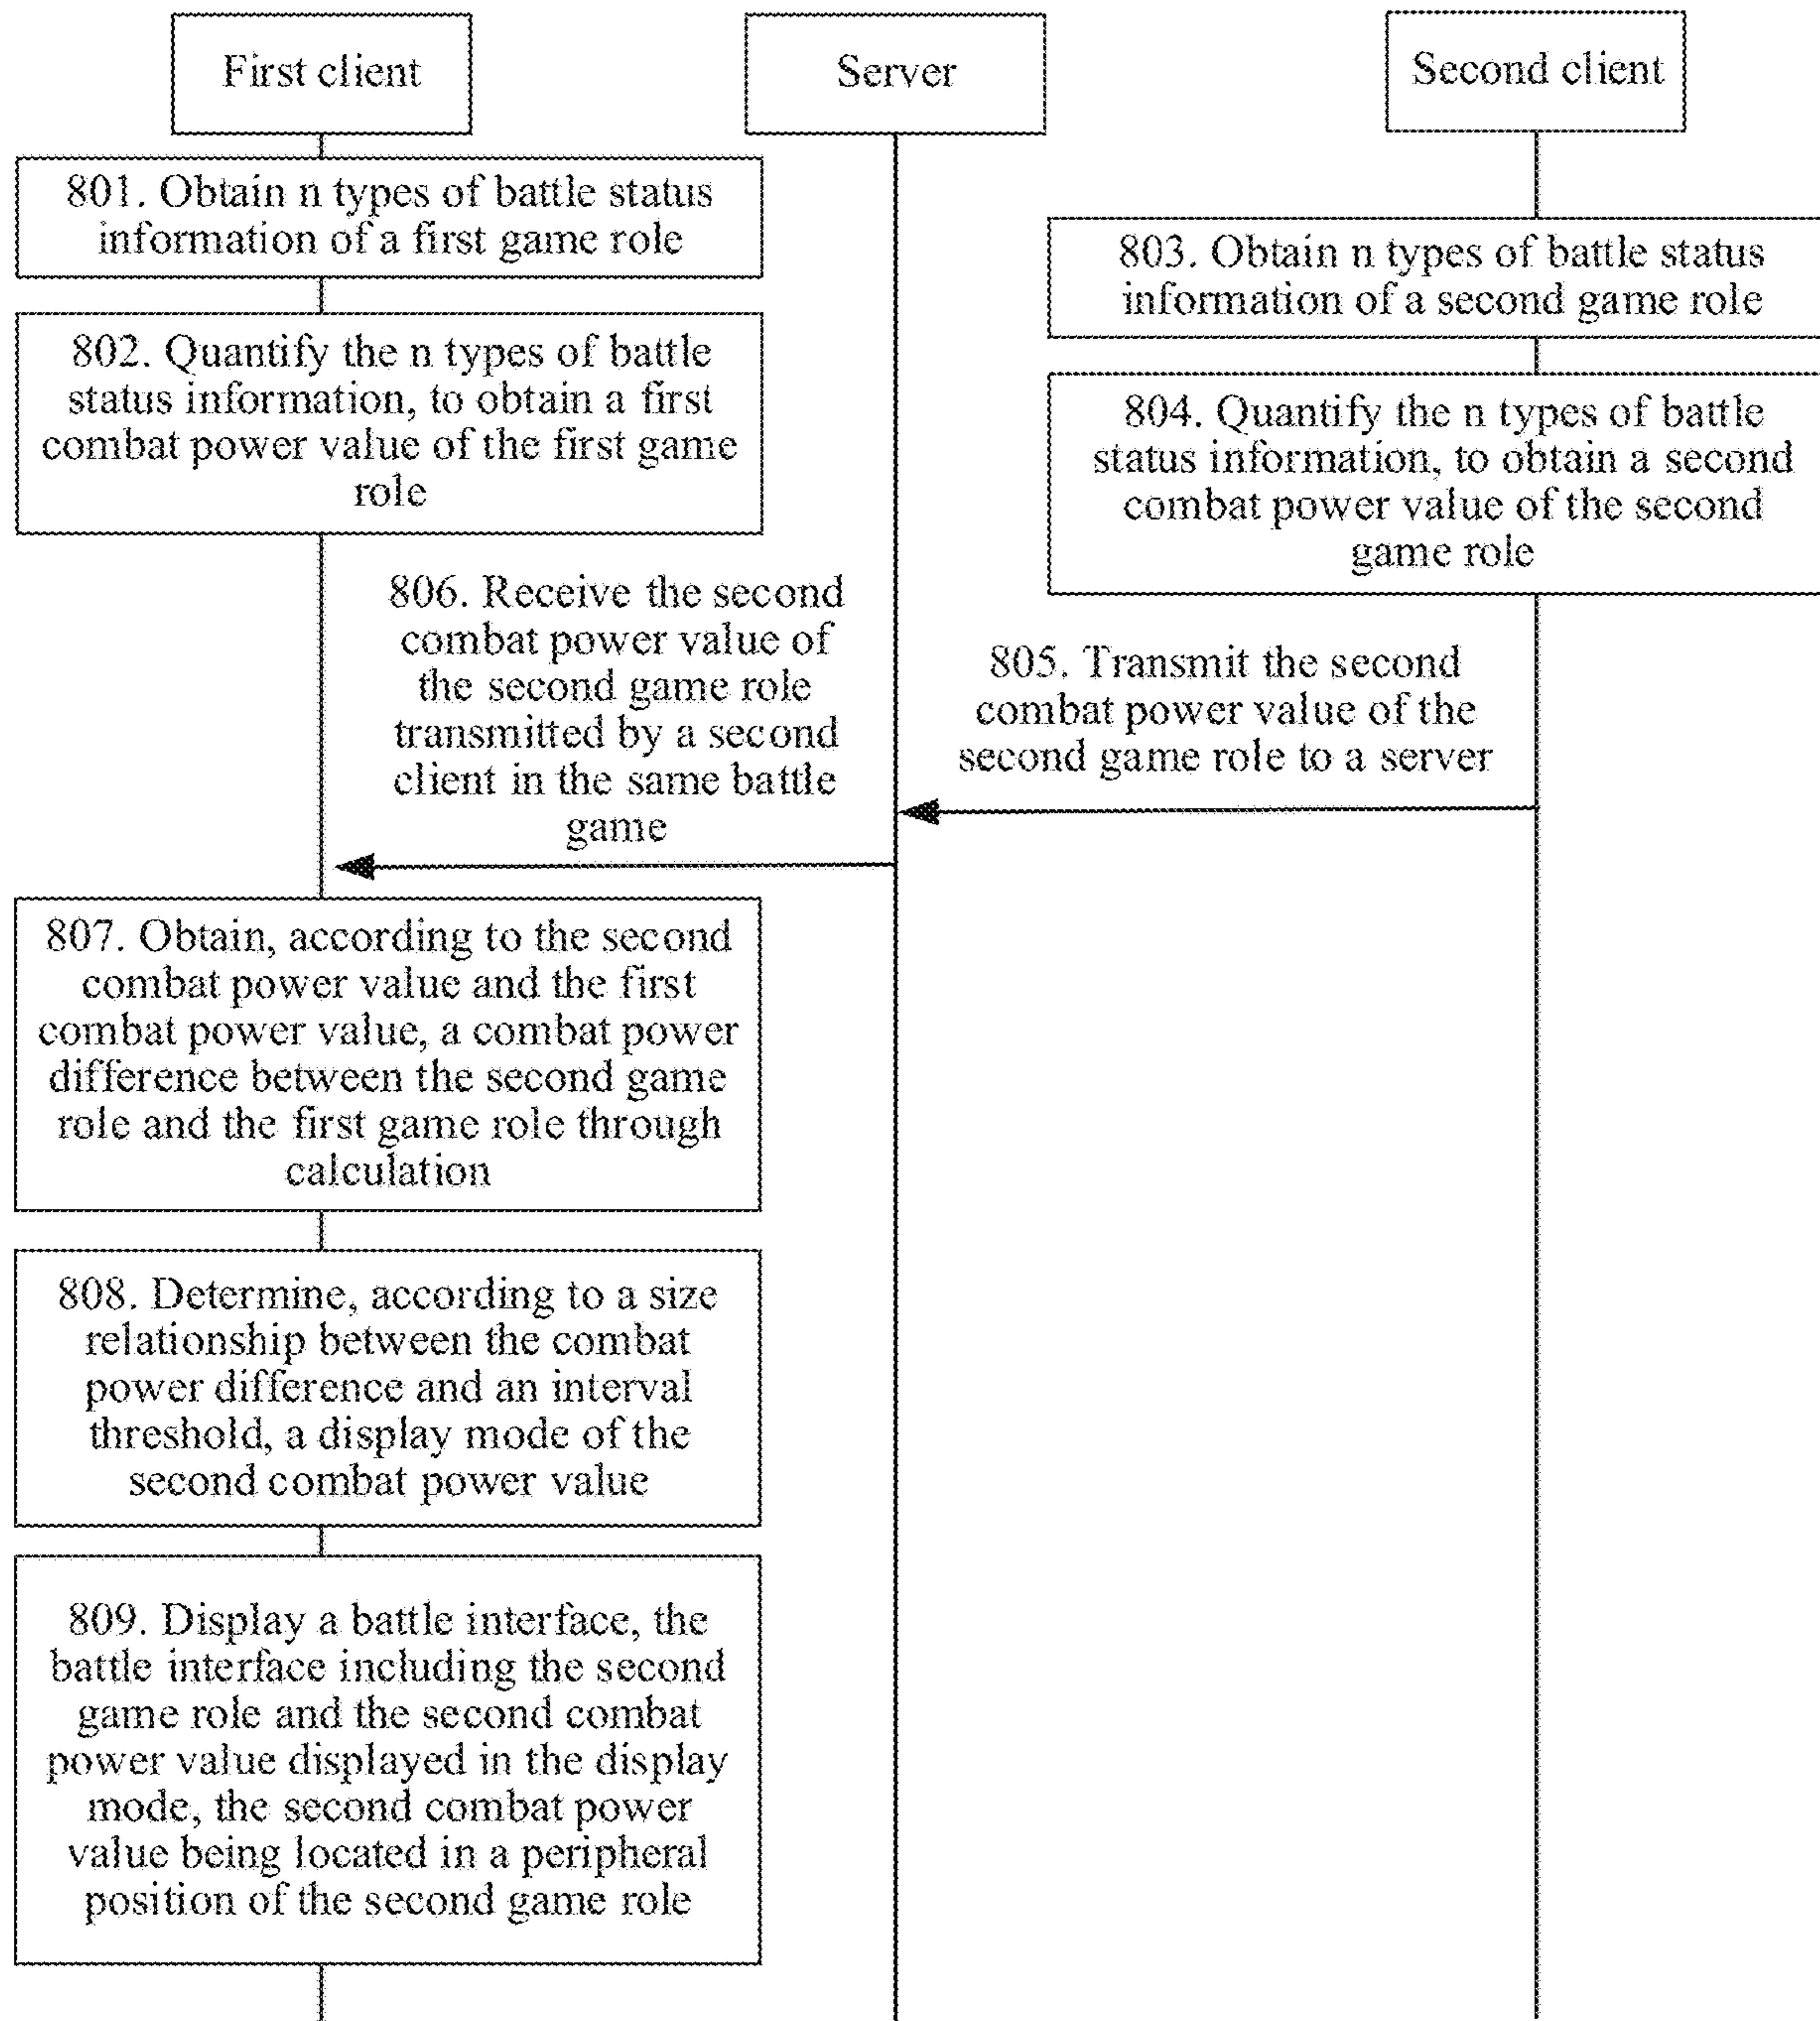 First client
Server
Second client
801. Obtain n types of battle status
information of a first game role
803. Obtain n types of battle status
information of a second game role
802. Quantify the n types of battle
status information, to obtain a first
combat power value of the first game
role
804. Quantify the n types of battle
status information, to obtain a second
combat power value of the second
game role
806. Receive the second
combat power value of
the second game role
transmitted by a second
client in the same battle
game
805. Transmit the second
combat power value of the
second game role to a server
807. Obtain, according to the second
combat power value and the first
combat power value, a combat power
difference between the second game
role and the first game role through
calculation
808. Determine, according to a size
relationship between the combat
power difference and an interval
threshold, a display mode of the
second combat power value
809. Display a battle interface, the
battle interface including the second
game role and the second combat
power value displayed in the display
mode, the second combat power
value being located in a peripheral
position of the second game role